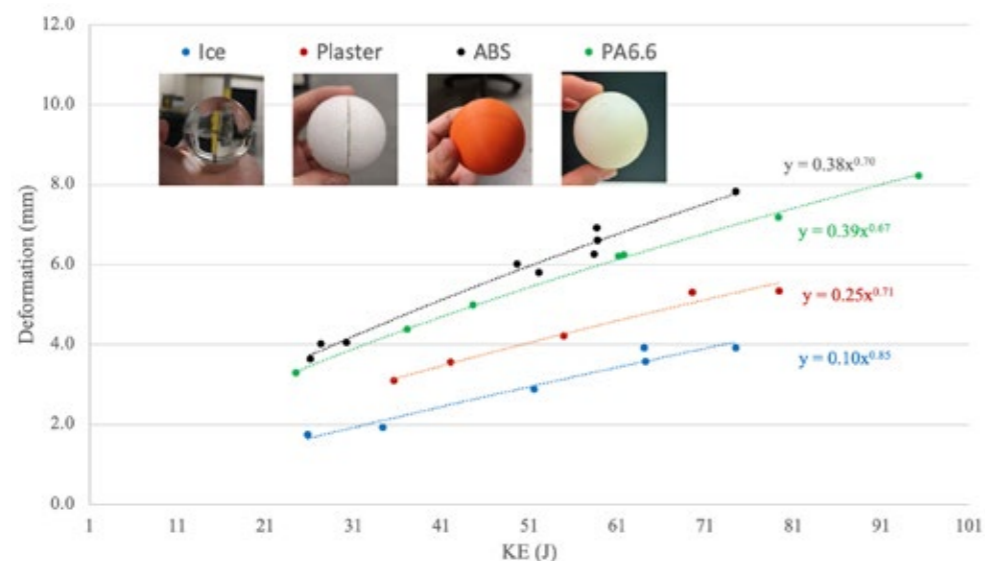 12.0
Ice Plaster ABS PA6.6
10.0
y = 0.38x^0.70
8.0
y = 0.39x^0.67
6.0
y = 0.25x^0.71
4.0
y = 0.10x^0.85
2.0
0.0
Deformation (mm)
1 11 21 31 41 51 61 71 81 91 101
KE (J)